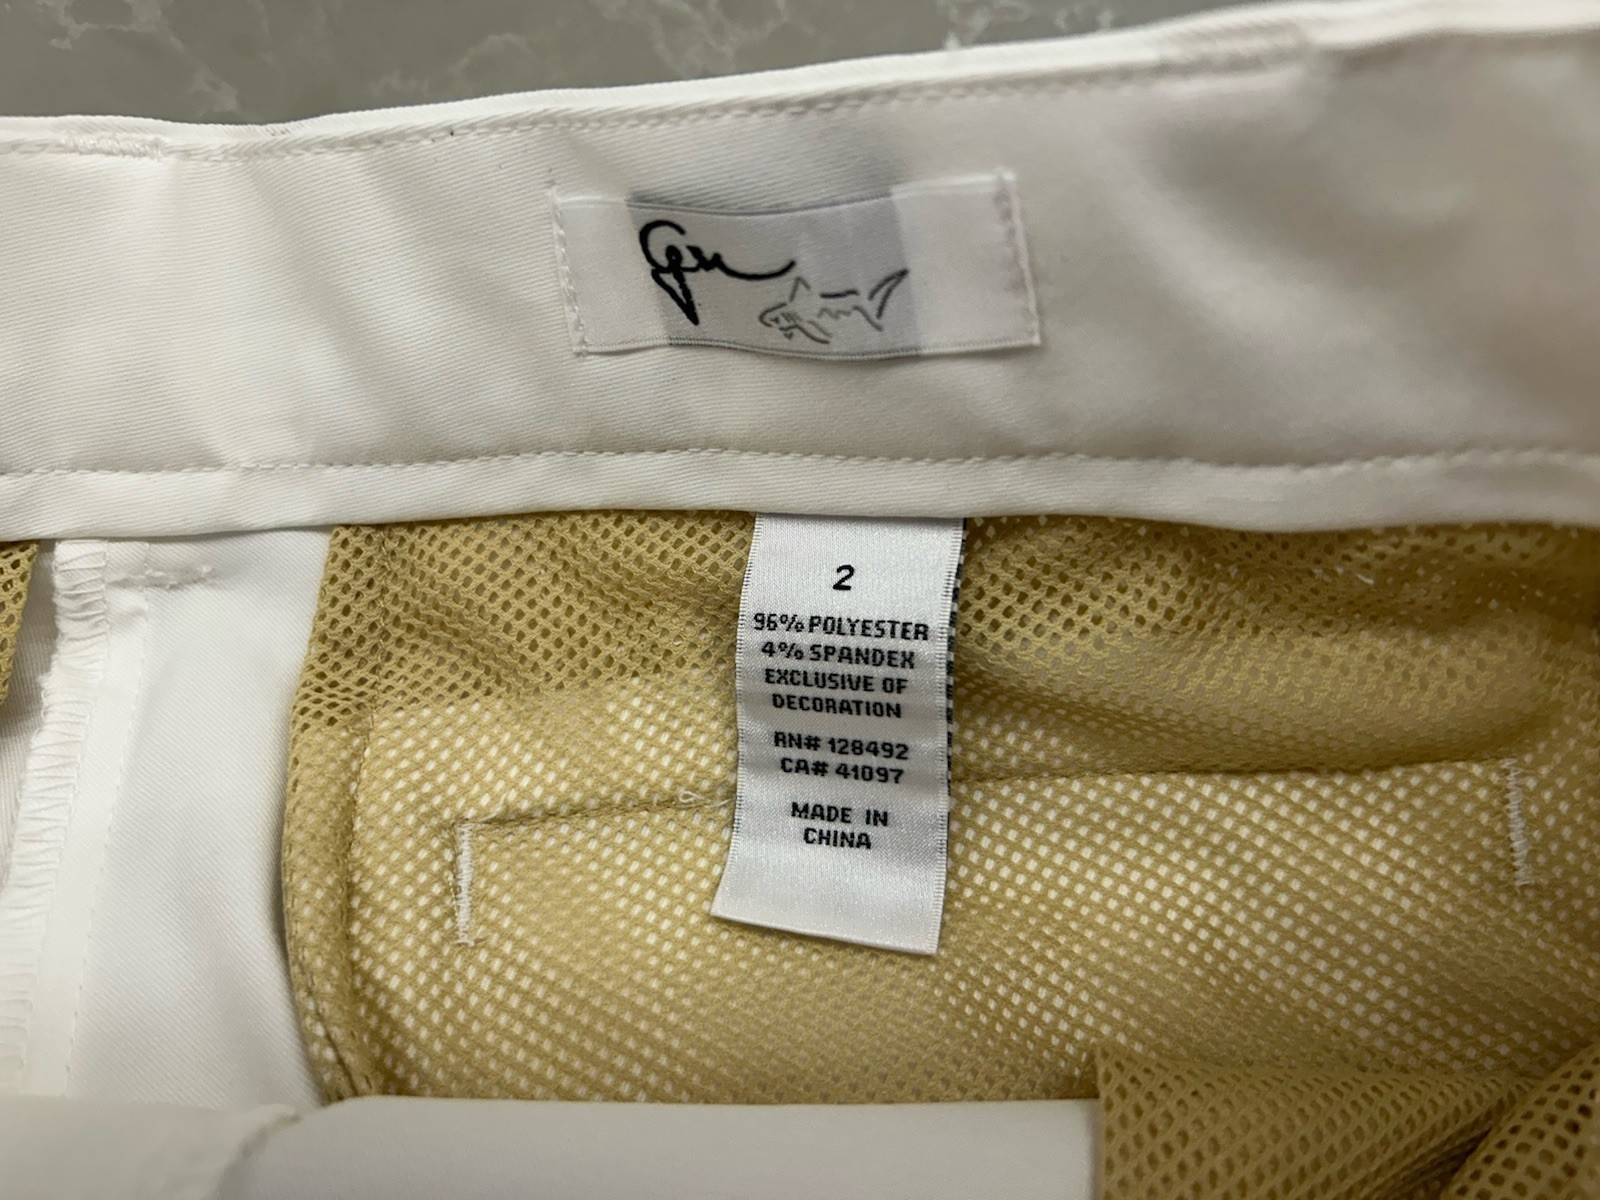 2
96% POLYESTER
4% SPANDEX
EXCLUSIVE OF
DECORATION
RN# 128492
CA# 41097
MADE IN
CHINA